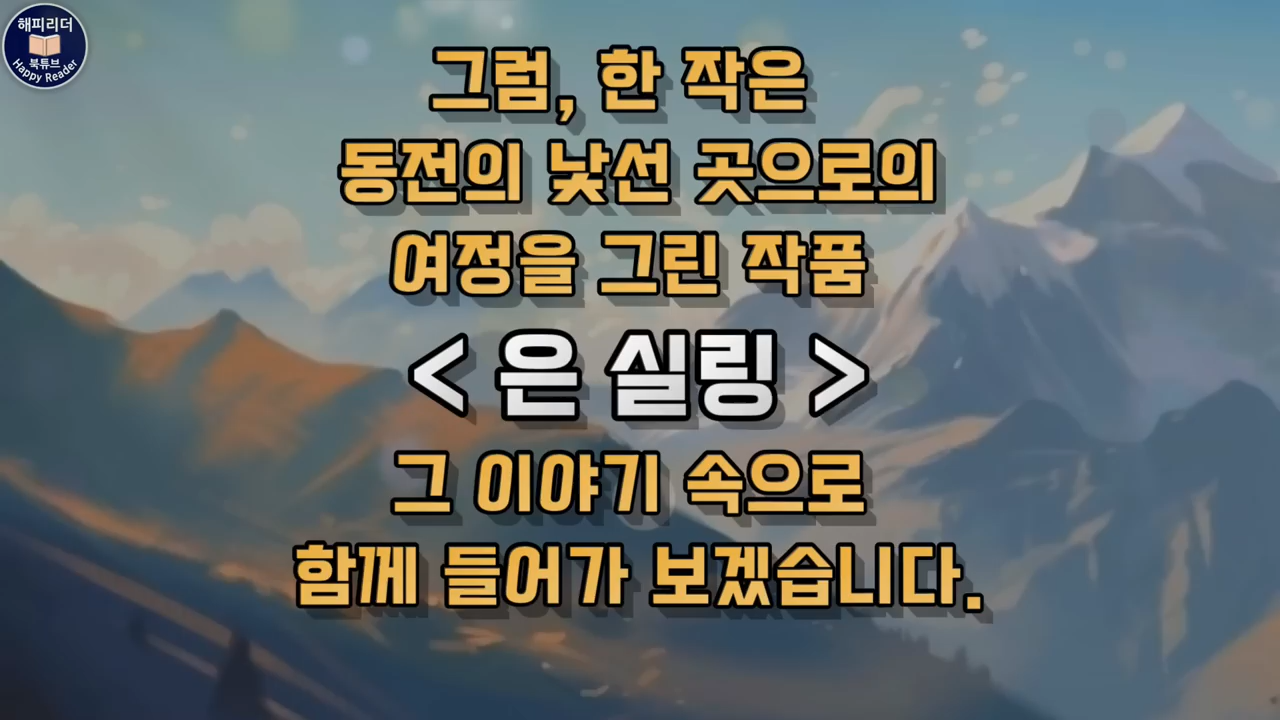 해피리더
북튜브
Happy Reader
그럼, 한 작은
동전의 낯선 곳으로의
여정을 그린 작품
< 은 실링 >
그 이야기 속으로
함께 들어가 보겠습니다.